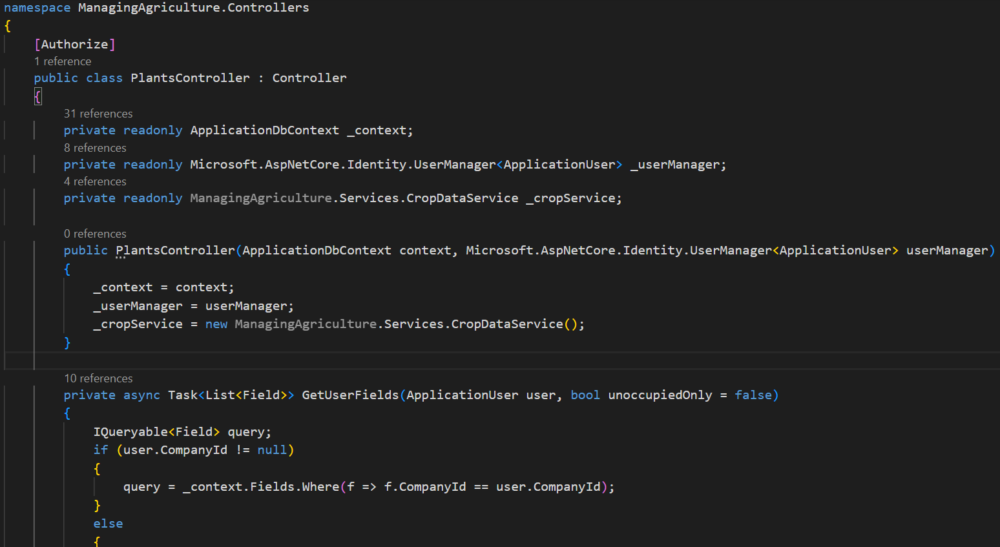 namespace ManagingAgriculture.Controllers
{
    [Authorize]
    1 reference
    public class PlantsController : Controller
    {
        31 references
        private readonly ApplicationDbContext _context;
        8 references
        private readonly Microsoft.AspNetCore.Identity.UserManager<ApplicationUser> _userManager;
        4 references
        private readonly ManagingAgriculture.Services.CropDataService _cropService;

        0 references
        public PlantsController(ApplicationDbContext context, Microsoft.AspNetCore.Identity.UserManager<ApplicationUser> userManager)
        {
            _context = context;
            _userManager = userManager;
            _cropService = new ManagingAgriculture.Services.CropDataService();
        }

        10 references
        private async Task<List<Field>> GetUserFields(ApplicationUser user, bool unoccupiedOnly = false)
        {
            IQueryable<Field> query;
            if (user.CompanyId != null)
            {
                query = _context.Fields.Where(f => f.CompanyId == user.CompanyId);
            }
            else
            {